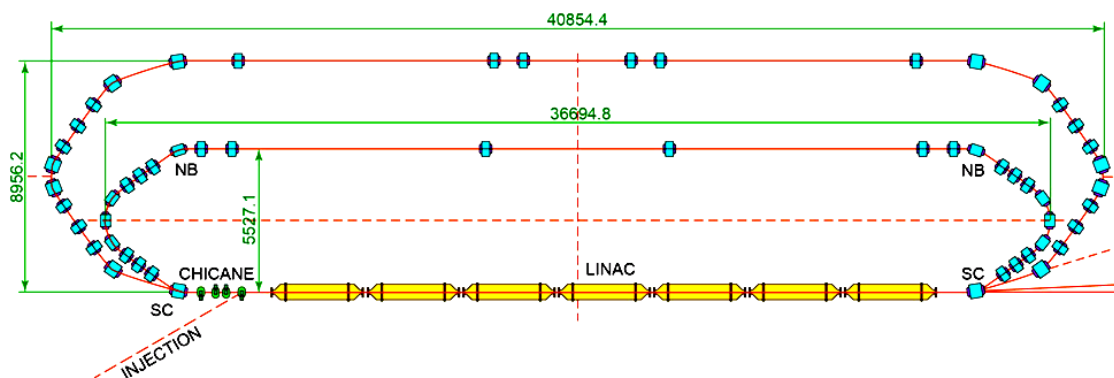 40854.4
36694.8
8956.2
NB
NB
5527.1
CHICANE
LINAC
SC
SC
INJECTION